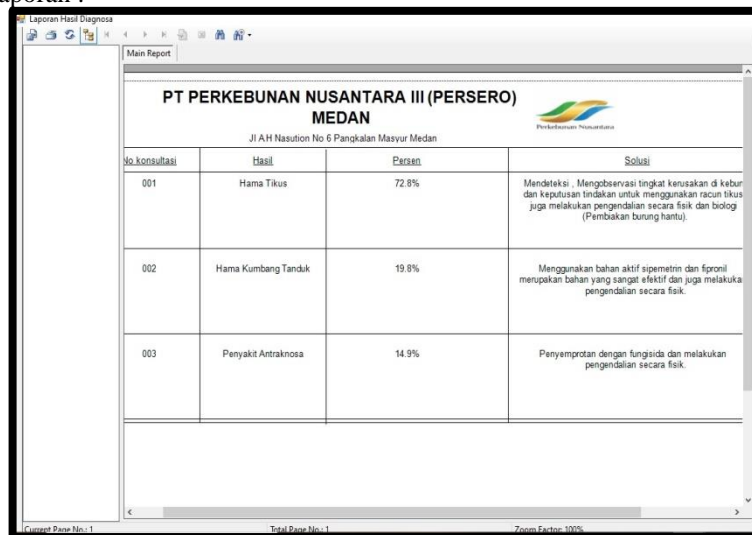 Laporan Hasil Diagnosa
Main Report
PT PERKEBUNAN NUSANTARA III (PERSERO)
MEDAN
Jl A.H Nasution No 6 Pangkalan Masyur Medan
Perkebunan Nusantara
No konsultasi Hasil Persen Solusi
001 Hama Tikus 72.8% Mendeteksi , Mengobservasi tingkat kerusakan di kebun
dan keputusan tindakan untuk menggunakan racun tikus
juga melakukan pengendalian secara fisik dan biologi
(Pembiakan burung hantu).
002 Hama Kumbang Tanduk 19.8% Menggunakan bahan aktif sipemetrin dan fipronil
merupakan bahan yang sangat efektif dan juga melakuka
pengendalian secara fisik.
003 Penyakit Antraknosa 14.9% Penyemprotan dengan fungisida dan melakukan
pengendalian secara fisik.
Current Page No.: 1 Total Page No.: 1 Zoom Factor: 100%